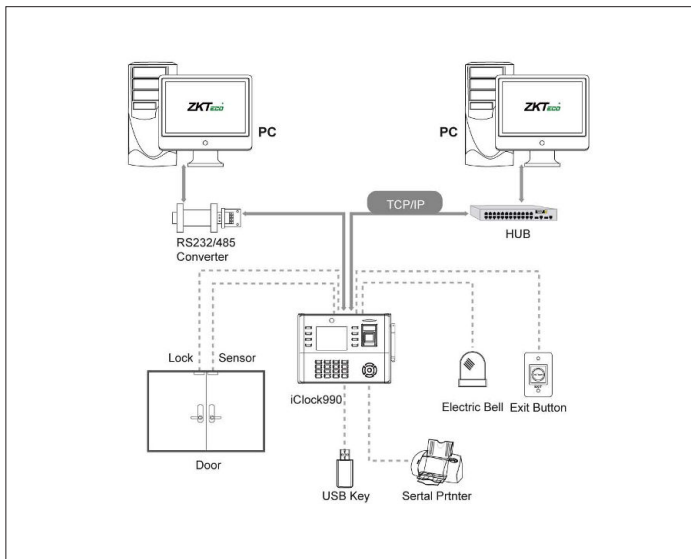 ZKTeco
PC
ZKTeco
PC
TCP/IP
RS232/485
Converter
HUB
Lock
Sensor
iClock990
Electric Bell
Exit Button
Door
USB Key
Sertal Prtnter